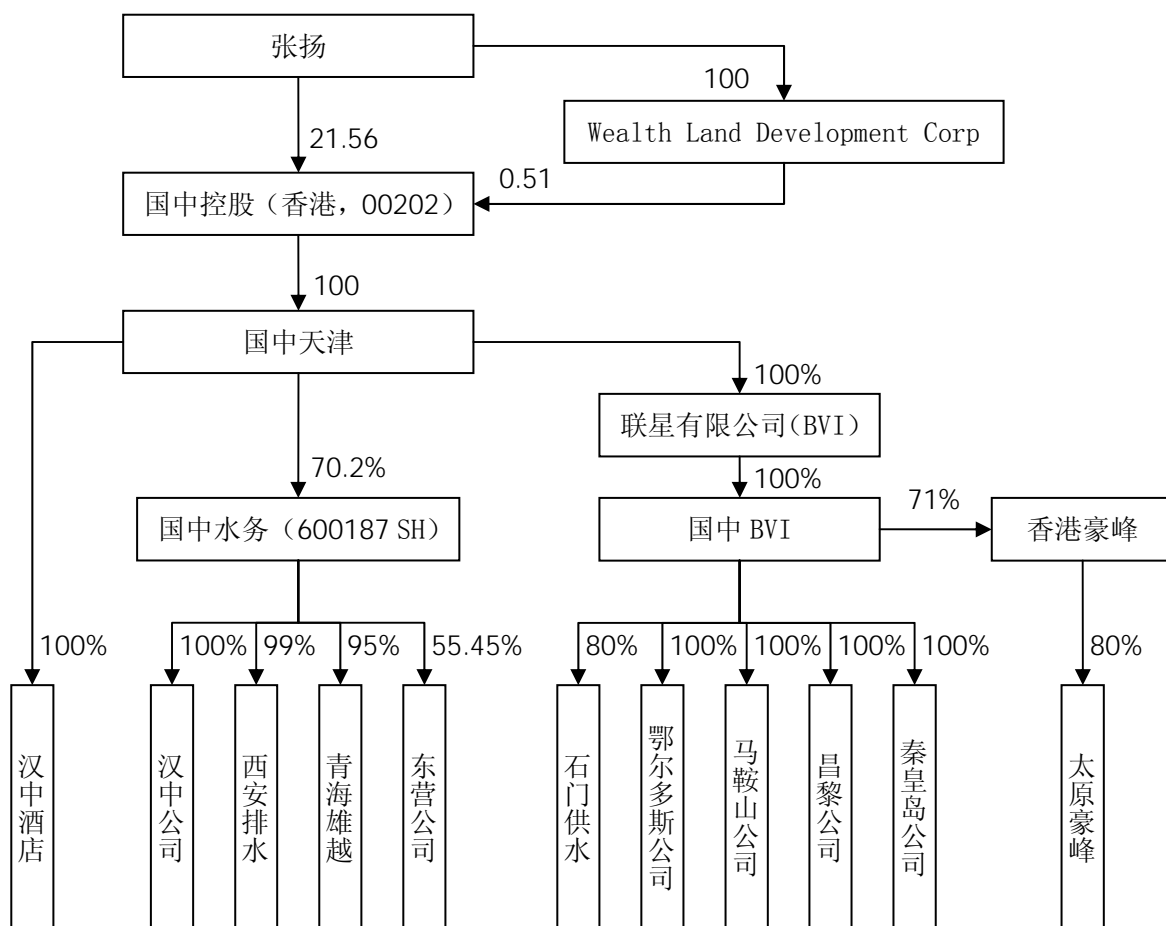 张扬
100
Wealth Land Development Corp
21.56
0.51
国中控股（香港，00202）
100
国中天津
100%
联星有限公司(BVI)
70.2%
100%
国中水务（600187 SH）
国中 BVI
71%
香港豪峰
100%
100%
99%
95%
55.45%
80%
100%
100%
100%
100%
80%
汉中酒店
汉中公司
西安排水
青海雄越
东营公司
石门供水
鄂尔多斯公司
马鞍山公司
昌黎公司
秦皇岛公司
太原豪峰